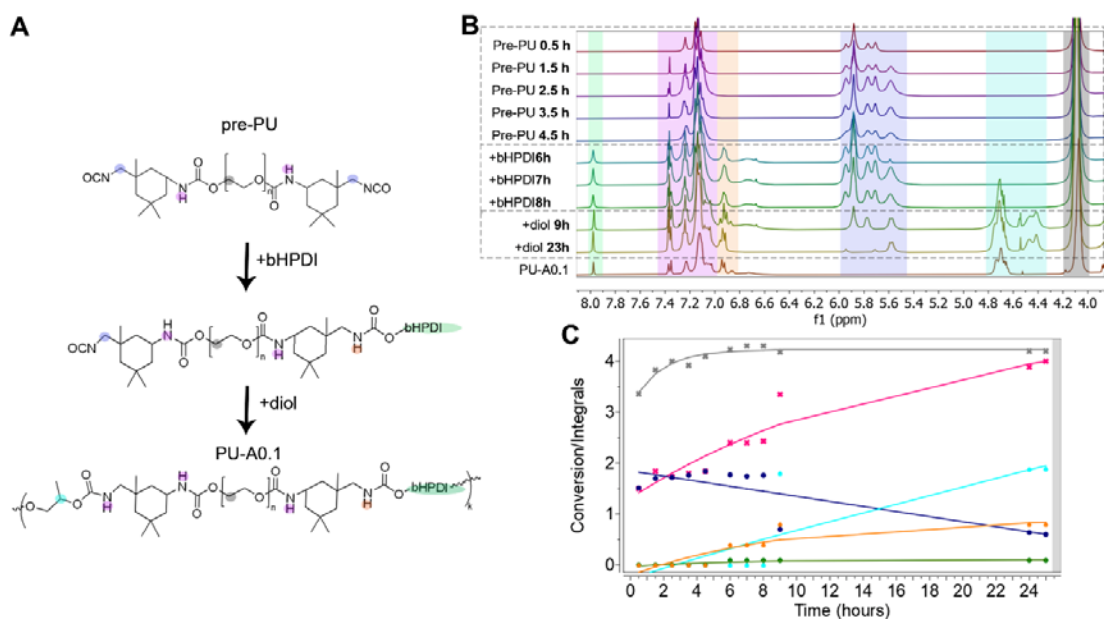 A
pre-PU
OCN
N
H
O
O
O
O
n
H
N
NCO
+bHPDI
OCN
N
H
O
O
O
O
n
N
H
H
N
O
O
bHPDI
+diol
PU-A0.1
O
O
O
N
H
H
N
O
O
O
O
n
N
H
N
H
O
O
bHPDI
k
B
Pre-PU 0.5 h
Pre-PU 1.5 h
Pre-PU 2.5 h
Pre-PU 3.5 h
Pre-PU 4.5 h
+bHPDI6h
+bHPDI7h
+bHPDI8h
+diol 9h
+diol 23h
PU-A0.1
8.0 7.8 7.6 7.4 7.2 7.0 6.8 6.6 6.4 6.2 6.0 5.8 5.6 5.4 5.2 5.0 4.8 4.6 4.4 4.2 4.0
f1 (ppm)
C
Conversion/Integrals
4
3
2
1
0
0 2 4 6 8 10 12 14 16 18 20 22 24
Time (hours)